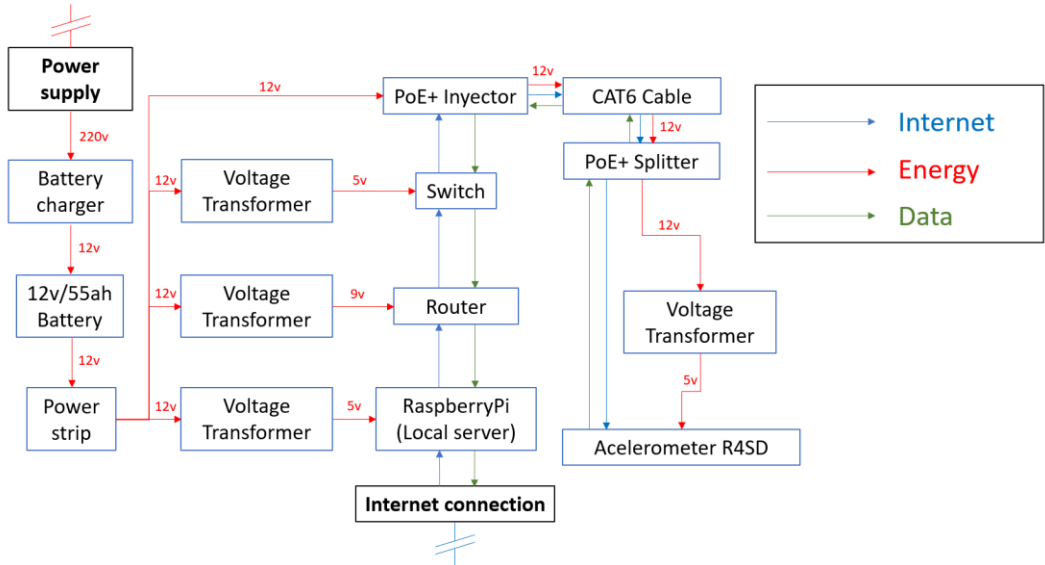 Power
supply
220v
Battery
charger
12v
12v/55ah
Battery
12v
Power
strip
12v
12v
Voltage
Transformer
5v
12v
Voltage
Transformer
9v
12v
Voltage
Transformer
5v
PoE+ Inyector
Switch
Router
RaspberryPi
(Local server)
Internet connection
12v
CAT6 Cable
12v
PoE+ Splitter
12v
Voltage
Transformer
5v
Acelerometer R4SD
Internet
Energy
Data